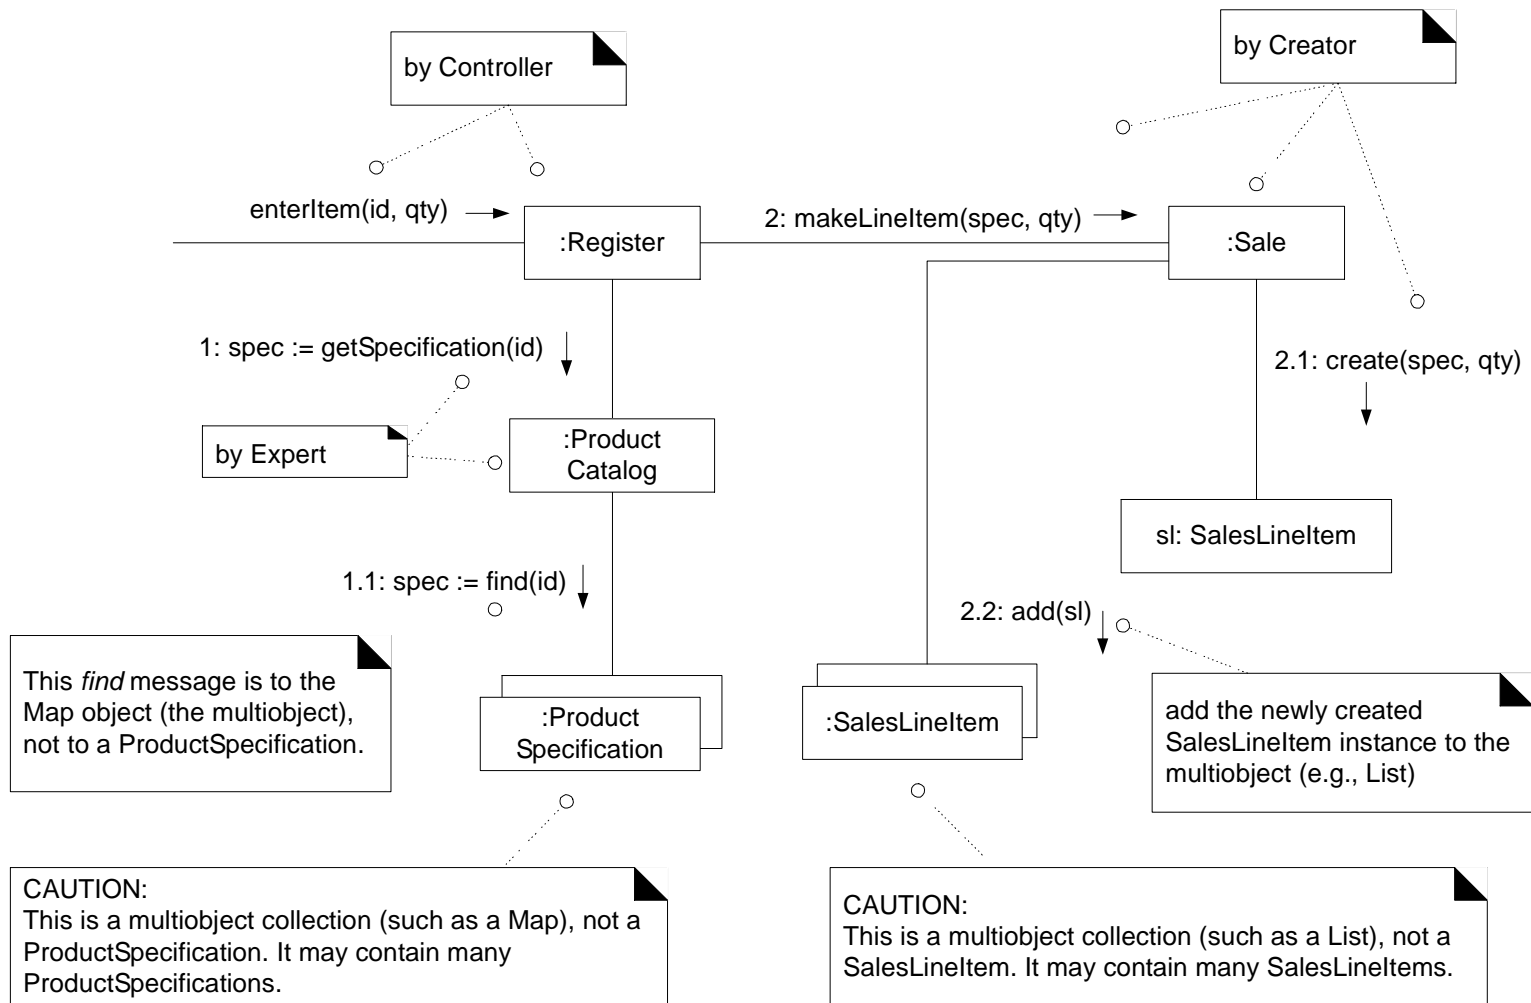 by Controller
by Creator
enterItem(id, qty)
:Register
2: makeLineItem(spec, qty)
:Sale
1: spec := getSpecification(id)
2.1: create(spec, qty)
by Expert
:Product
Catalog
sl: SalesLineItem
1.1: spec := find(id)
2.2: add(sl)
This find message is to the
Map object (the multiobject),
not to a ProductSpecification.
:Product
Specification
:SalesLineItem
add the newly created
SalesLineItem instance to the
multiobject (e.g., List)
CAUTION:
This is a multiobject collection (such as a Map), not a
ProductSpecification. It may contain many
ProductSpecifications.
CAUTION:
This is a multiobject collection (such as a List), not a
SalesLineItem. It may contain many SalesLineItems.